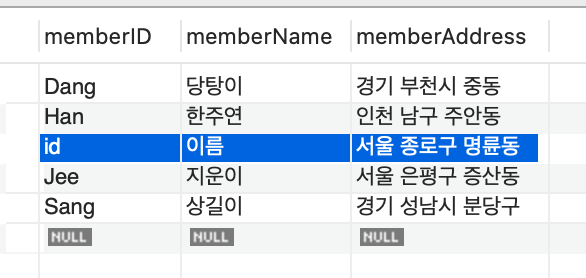 memberID memberName memberAddress
Dang 당탕이 경기 부천시 중동
Han 한주연 인천 남구 주안동
id 이름 서울 종로구 명륜동
Jee 지운이 서울 은평구 증산동
Sang 상길이 경기 성남시 분당구
NULL NULL NULL